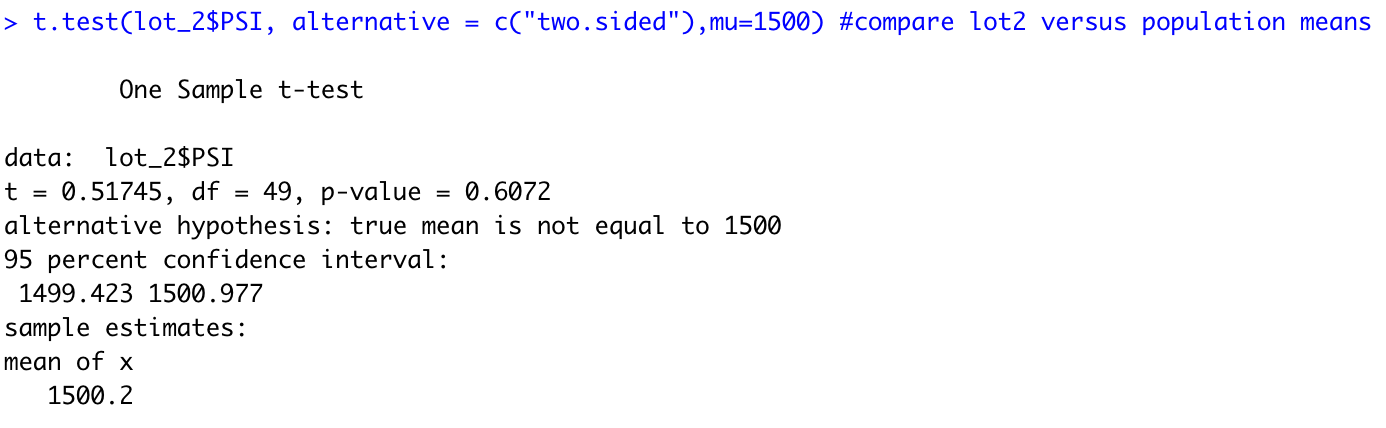 > t.test(lot_2$PSI, alternative = c("two.sided"),mu=1500) #compare lot2 versus population means
One Sample t-test
data:  lot_2$PSI
t = 0.51745, df = 49, p-value = 0.6072
alternative hypothesis: true mean is not equal to 1500
95 percent confidence interval:
1499.423 1500.977
sample estimates:
mean of x
1500.2